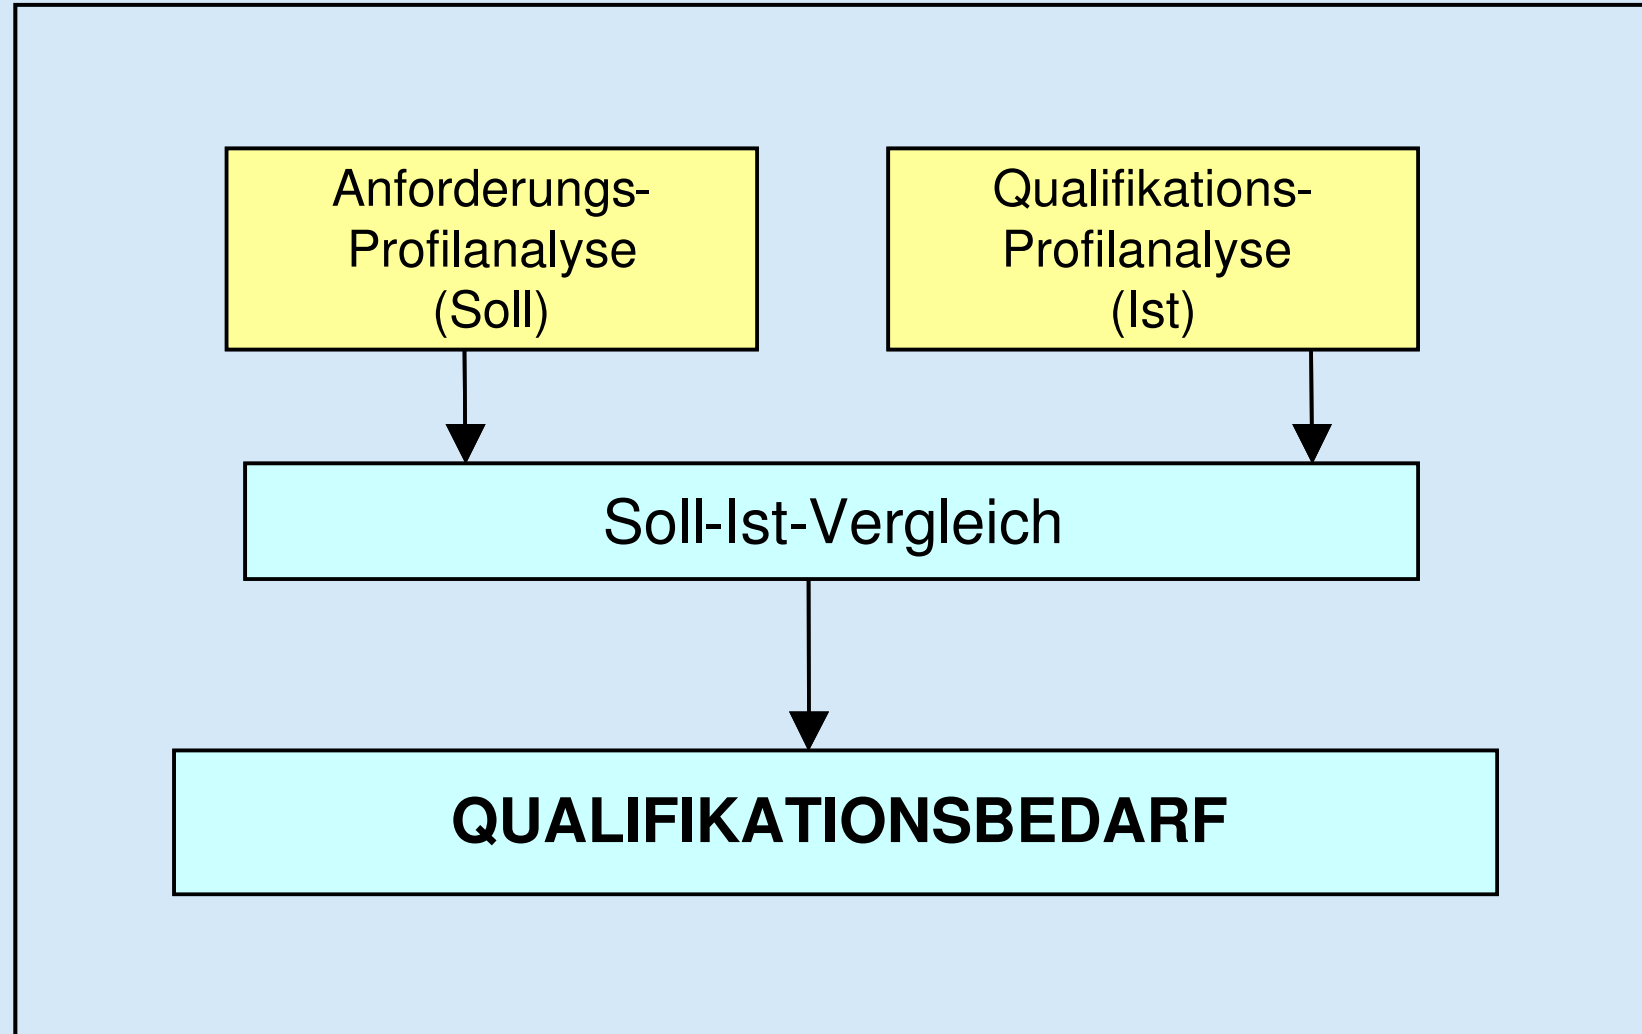 Anforderungs-
Profilanalyse
(Soll)
Qualifikations-
Profilanalyse
(Ist)
Soll-Ist-Vergleich
QUALIFIKATIONSBEDARF